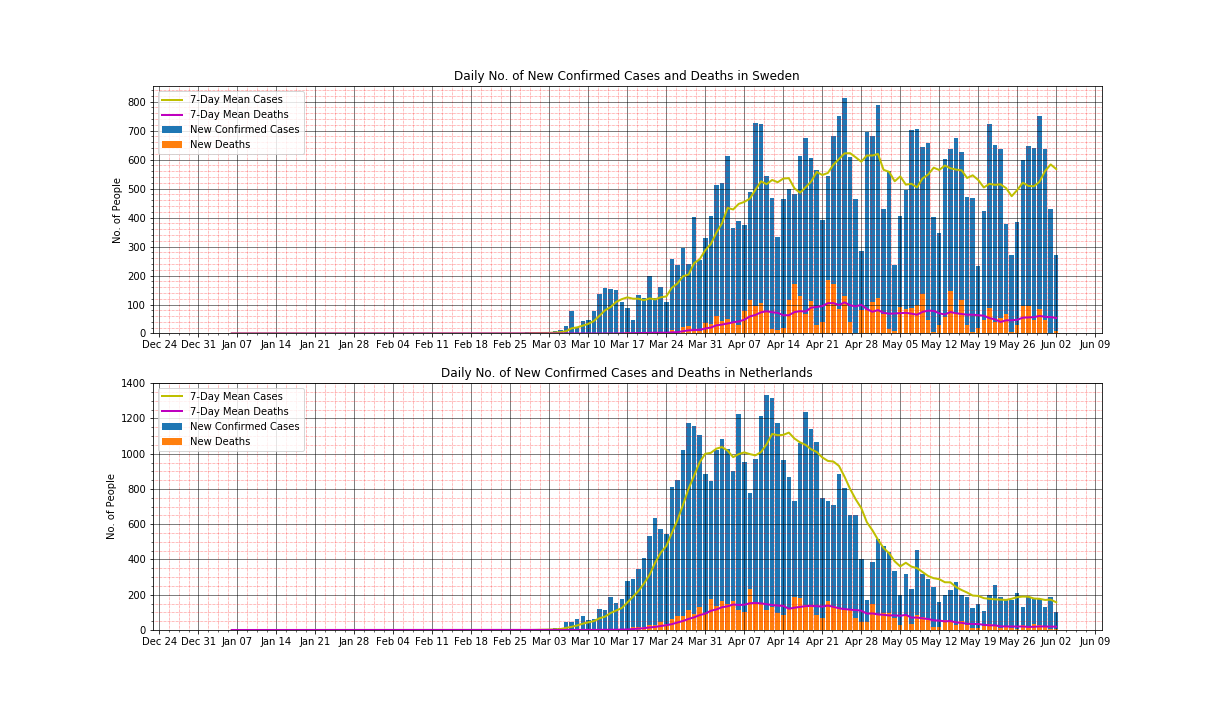 Daily No. of New Confirmed Cases and Deaths in Sweden
7-Day Mean Cases
7-Day Mean Deaths
New Confirmed Cases
New Deaths
No. of People
800
700
600
500
400
300
200
100
0
Dec 24 Dec 31 Jan 07 Jan 14 Jan 21 Jan 28 Feb 04 Feb 11 Feb 18 Feb 25 Mar 03 Mar 10 Mar 17 Mar 24 Mar 31 Apr 07 Apr 14 Apr 21 Apr 28 May 05 May 12 May 19 May 26 Jun 02 Jun 09
Daily No. of New Confirmed Cases and Deaths in Netherlands
7-Day Mean Cases
7-Day Mean Deaths
New Confirmed Cases
New Deaths
No. of People
1400
1200
1000
800
600
400
200
0
Dec 24 Dec 31 Jan 07 Jan 14 Jan 21 Jan 28 Feb 04 Feb 11 Feb 18 Feb 25 Mar 03 Mar 10 Mar 17 Mar 24 Mar 31 Apr 07 Apr 14 Apr 21 Apr 28 May 05 May 12 May 19 May 26 Jun 02 Jun 09